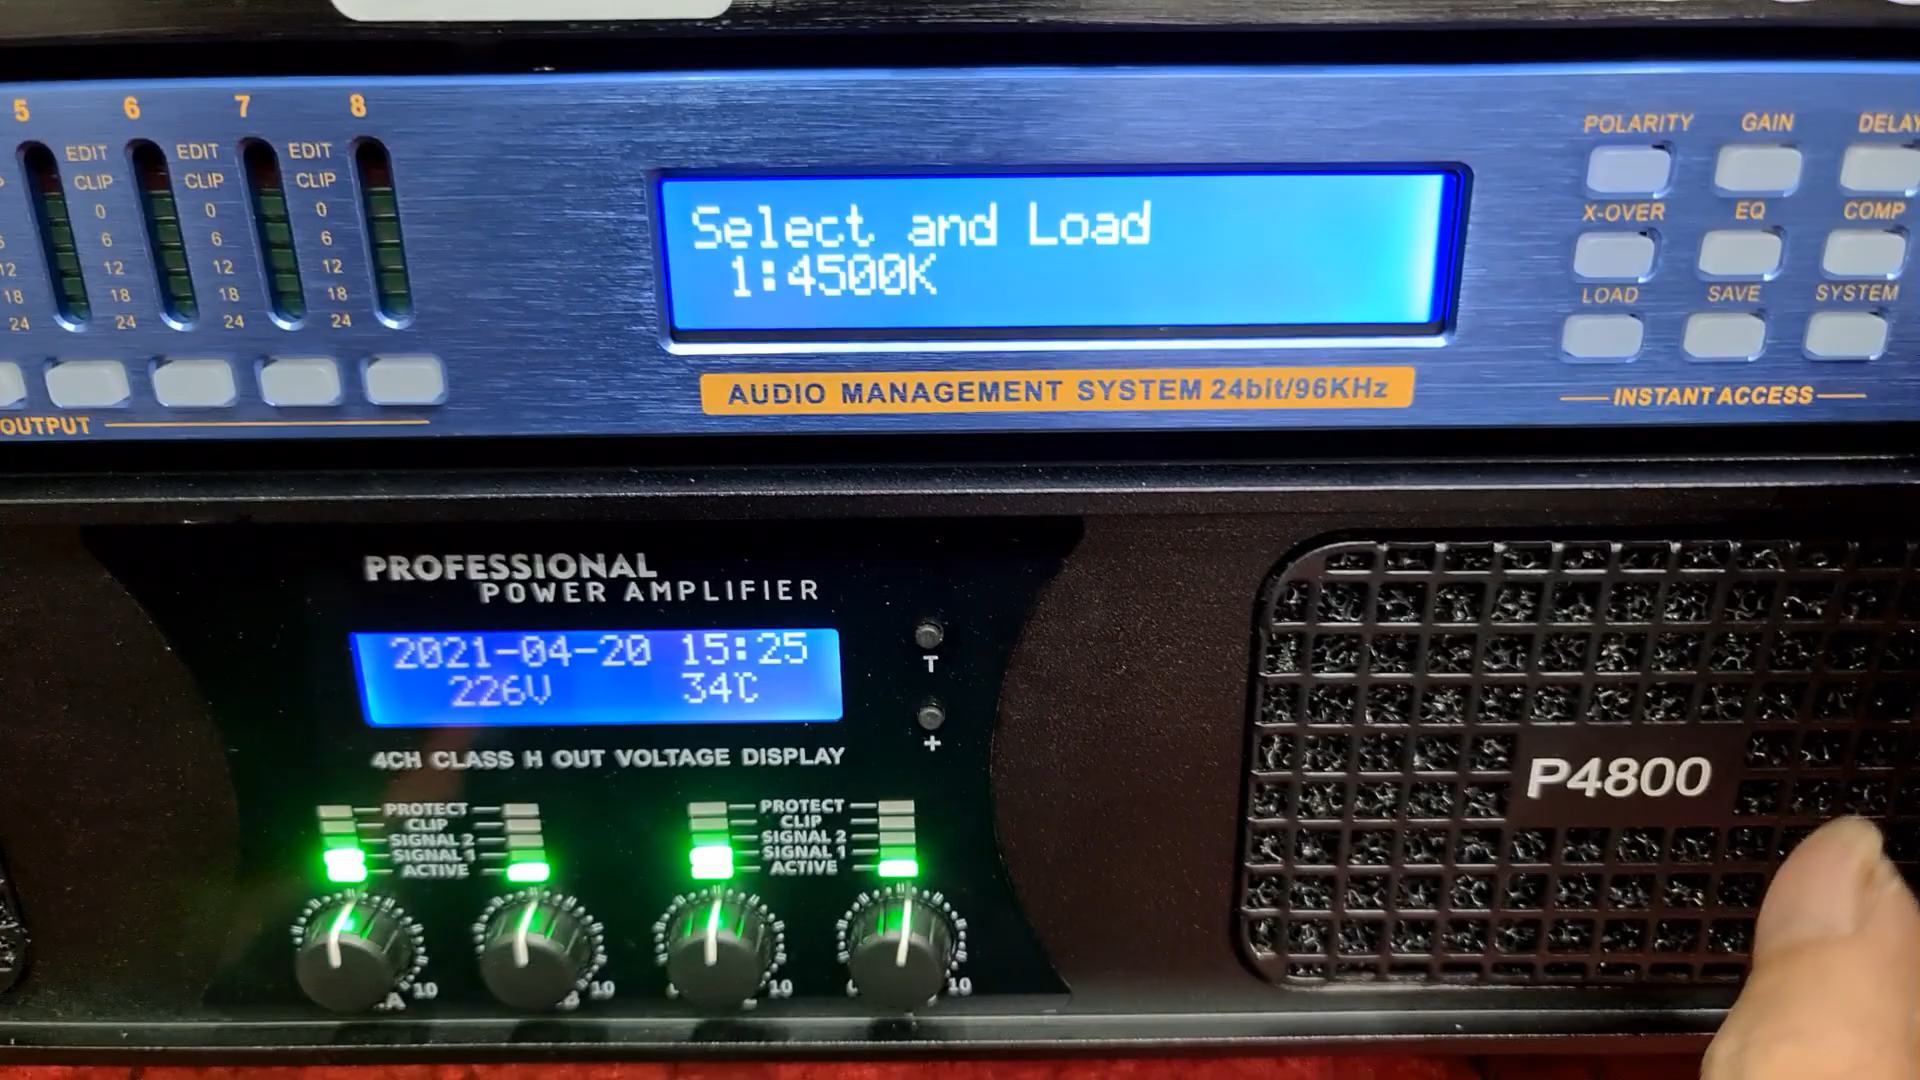 5 6 7 8
EDIT EDIT EDIT
CLIP CLIP CLIP
0 0 0
6 6 6
12 12 12 12
18 18 18 18
24 24 24 24
OUTPUT
Select and Load
1:4500K
AUDIO MANAGEMENT SYSTEM 24bit/96KHz
POLARITY GAIN DELAY
X-OVER EQ COMP
LOAD SAVE SYSTEM
INSTANT ACCESS
PROFESSIONAL
POWER AMPLIFIER
2021-04-20 15:25
226V 34℃
T
+
4CH CLASS H OUT VOLTAGE DISPLAY
PROTECT PROTECT
CLIP CLIP
SIGNAL 2 SIGNAL 2
SIGNAL 1 SIGNAL 1
ACTIVE ACTIVE
A 10 10 10 10
P4800